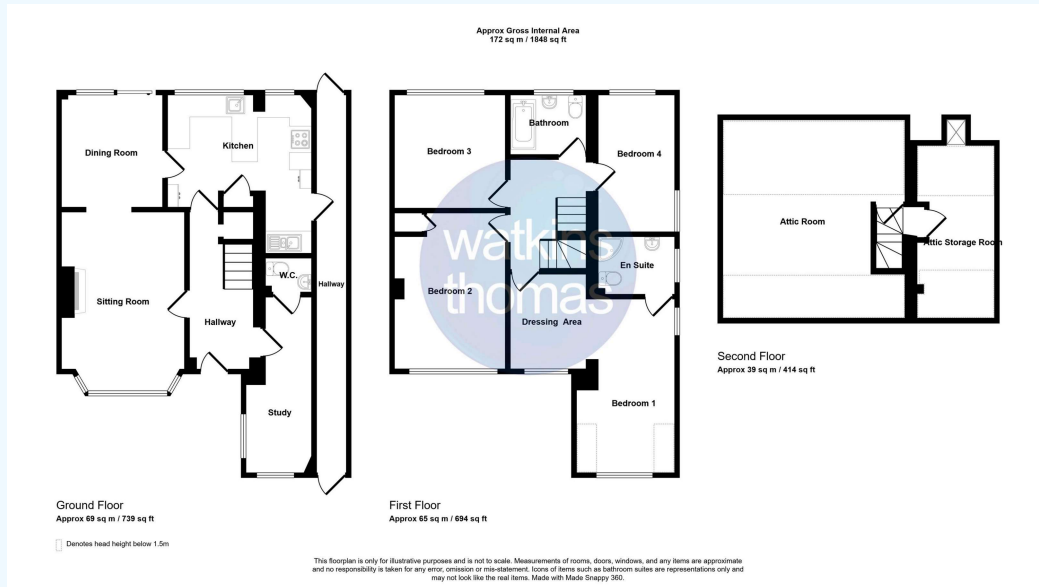 Approx Gross Internal Area
172 sq m / 1848 sq ft
Dining Room
Kitchen
Sitting Room
Hallway
W.C.
Hallway
Study
Bedroom 3
Bathroom
Bedroom 4
watkins
thomas
En Suite
Bedroom 2
Dressing Area
Bedroom 1
Attic Room
Attic Storage Room
Ground Floor
Approx 69 sq m / 739 sq ft
First Floor
Approx 65 sq m / 694 sq ft
Second Floor
Approx 39 sq m / 414 sq ft
Denotes head height below 1.5m
This floorplan is only for illustrative purposes and is not to scale. Measurements of rooms, doors, windows, and any items are approximate
and no responsibility is taken for any error, omission or mis-statement. Icons of items such as bathroom suites are representations only and
may not look like the real items. Made with Made Snappy 360.